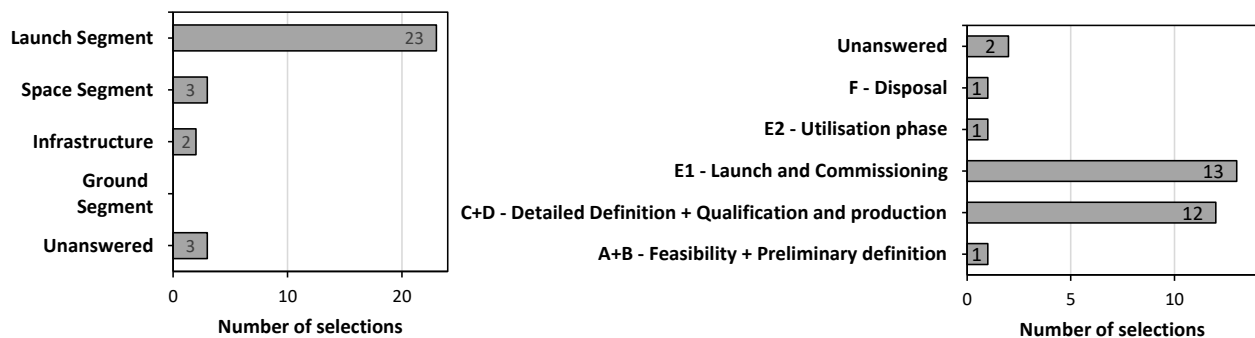 Launch Segment
23
Space Segment
3
Infrastructure
2
Ground
Segment
Unanswered
3
0 10 20
Number of selections
Unanswered
2
F - Disposal
1
E2 - Utilisation phase
1
E1 - Launch and Commissioning
13
C+D - Detailed Definition + Qualification and production
12
A+B - Feasibility + Preliminary definition
1
0 5 10
Number of selections